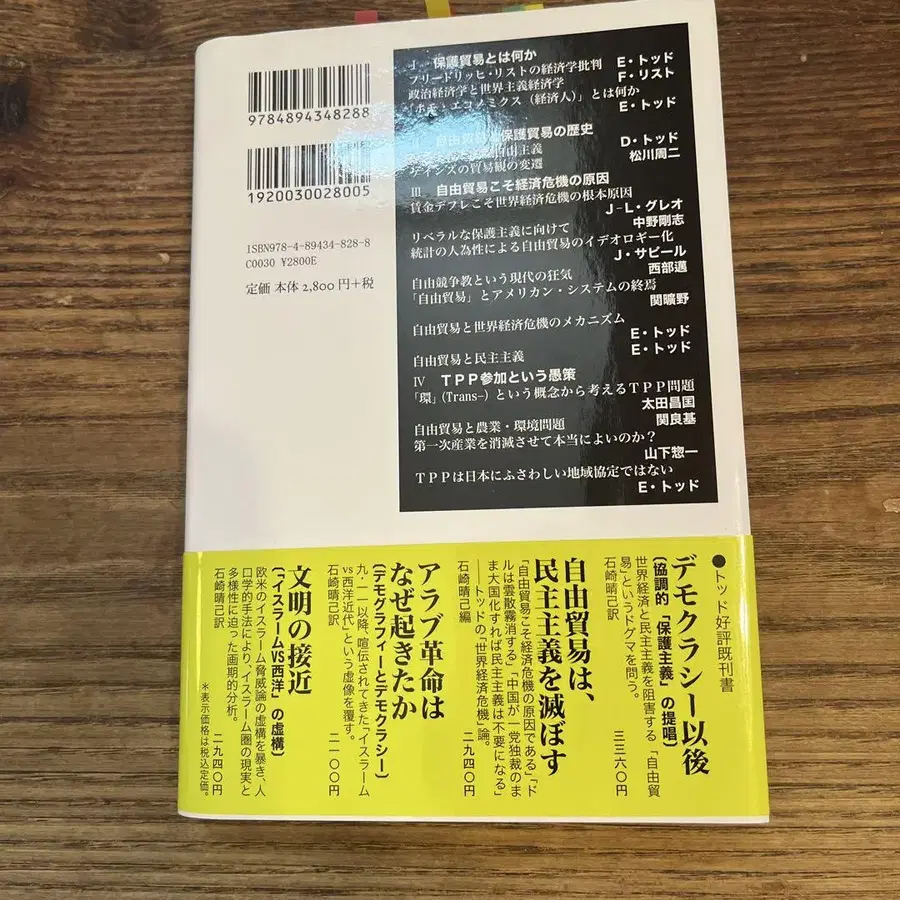 9784894348288
1920030028005
ISBN978-4-89434-828-8
C0030 ¥2800E
定価 本体 2,800円+税
Ⅰ 保護貿易とは何か
E・トッド
フリードリッヒ・リストの経済学批判
F・リスト
政治経済学と世界主義経済学
「ホモ・エコノミクス(経済人)」とは何か
E・トッド
保護貿易の歴史
D・トッド
自由主義
松川周二
ケインズの貿易観の変遷
Ⅲ 自由貿易こそ経済危機の原因
賃金デフレこそ世界経済危機の根本原因
J-L・グレオ
リベラルな保護主義に向けて
中野剛志
統計の人為性による自由貿易のイデオロギー化
J・サピール
自由競争教という現代の狂気
西部邁
「自由貿易」とアメリカン・システムの終焉
関曠野
自由貿易と世界経済危機のメカニズム
E・トッド
自由貿易と民主主義
E・トッド
Ⅳ TPP参加という愚策
「環」(Trans-)という概念から考えるTPP問題
太田昌国
自由貿易と農業・環境問題
関良基
第一次産業を消滅させて本当によいのか?
山下惣一
TPPは日本にふさわしい地域協定ではない
E・トッド
●トッド好評既刊書
デモクラシー以後
(協調的「保護主義」の提唱)
世界経済と民主主義を阻害する「自由貿
易」というドグマを問う。
石崎晴己訳
三三六〇円
自由貿易は、
民主主義を滅ぼす
「自由貿易こそ経済危機の原因である」「ド
ルは雲散霧消する」「中国が一党独裁のま
ま大国化すれば民主主義は不要になる」
――トッドの「世界経済危機」論。
石崎晴己編
二九四〇円
アラブ革命は
なぜ起きたか
(デモグラフィーとデモクラシー)
九・一一以降、喧伝されてきた「イスラーム
vs西洋近代」という虚像を覆す。
石崎晴己訳
二一〇〇円
文明の接近
(「イスラームVS西洋」の虚構)
欧米のイスラーム脅威論の虚構を暴き、人
口学的手法により、イスラーム圏の現実と
多様性に迫った画期的分析。
石崎晴己訳
二九四〇円
*表示価格は税込定価。